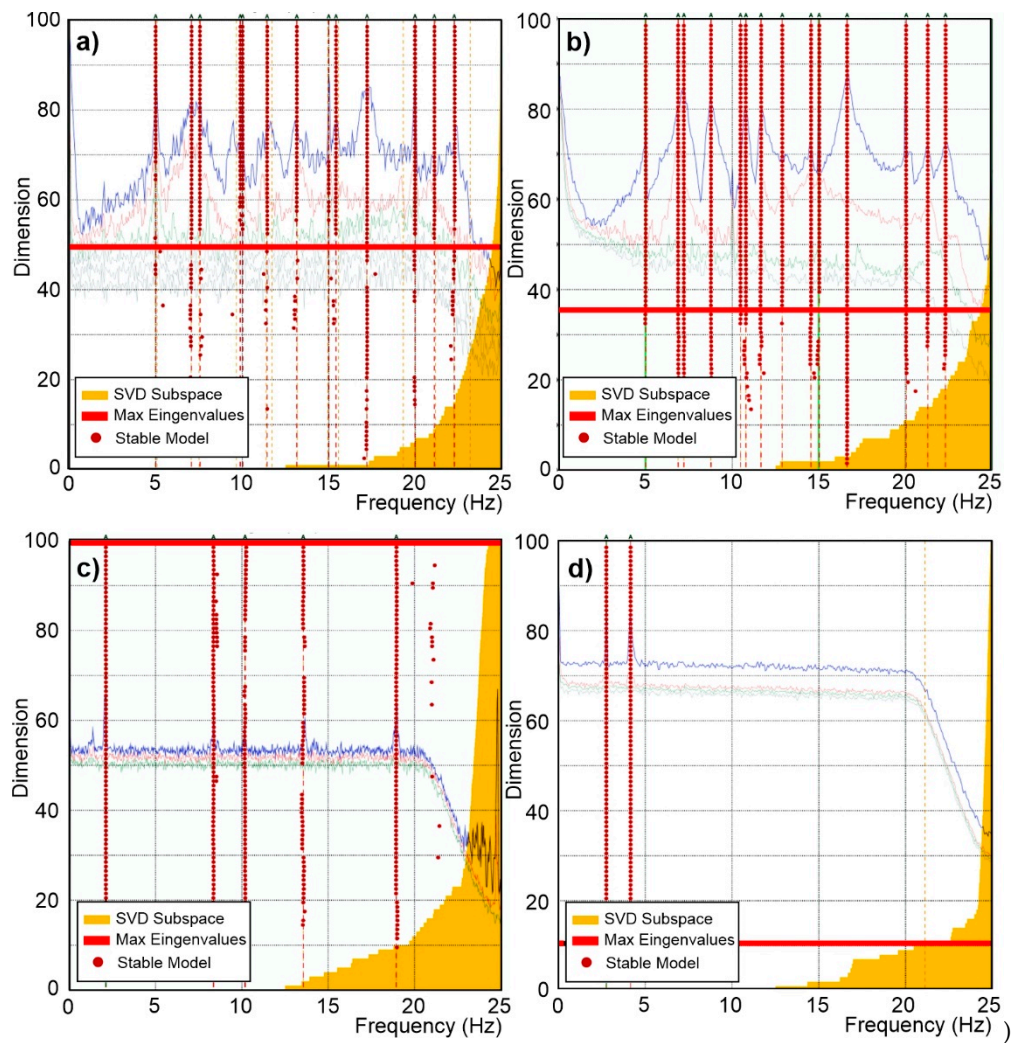 a)
100
80
60
40
20
0
Dimension
SVD Subspace
Max Eingenvalues
Stable Model
0 5 10 15 20 25
Frequency (Hz)
b)
100
80
60
40
20
0
Dimension
SVD Subspace
Max Eingenvalues
Stable Model
0 5 10 15 20 25
Frequency (Hz)
c)
100
80
60
40
20
0
Dimension
SVD Subspace
Max Eingenvalues
Stable Model
0 5 10 15 20 25
Frequency (Hz)
d)
100
80
60
40
20
0
Dimension
SVD Subspace
Max Eingenvalues
Stable Model
0 5 10 15 20 25
Frequency (Hz)
)